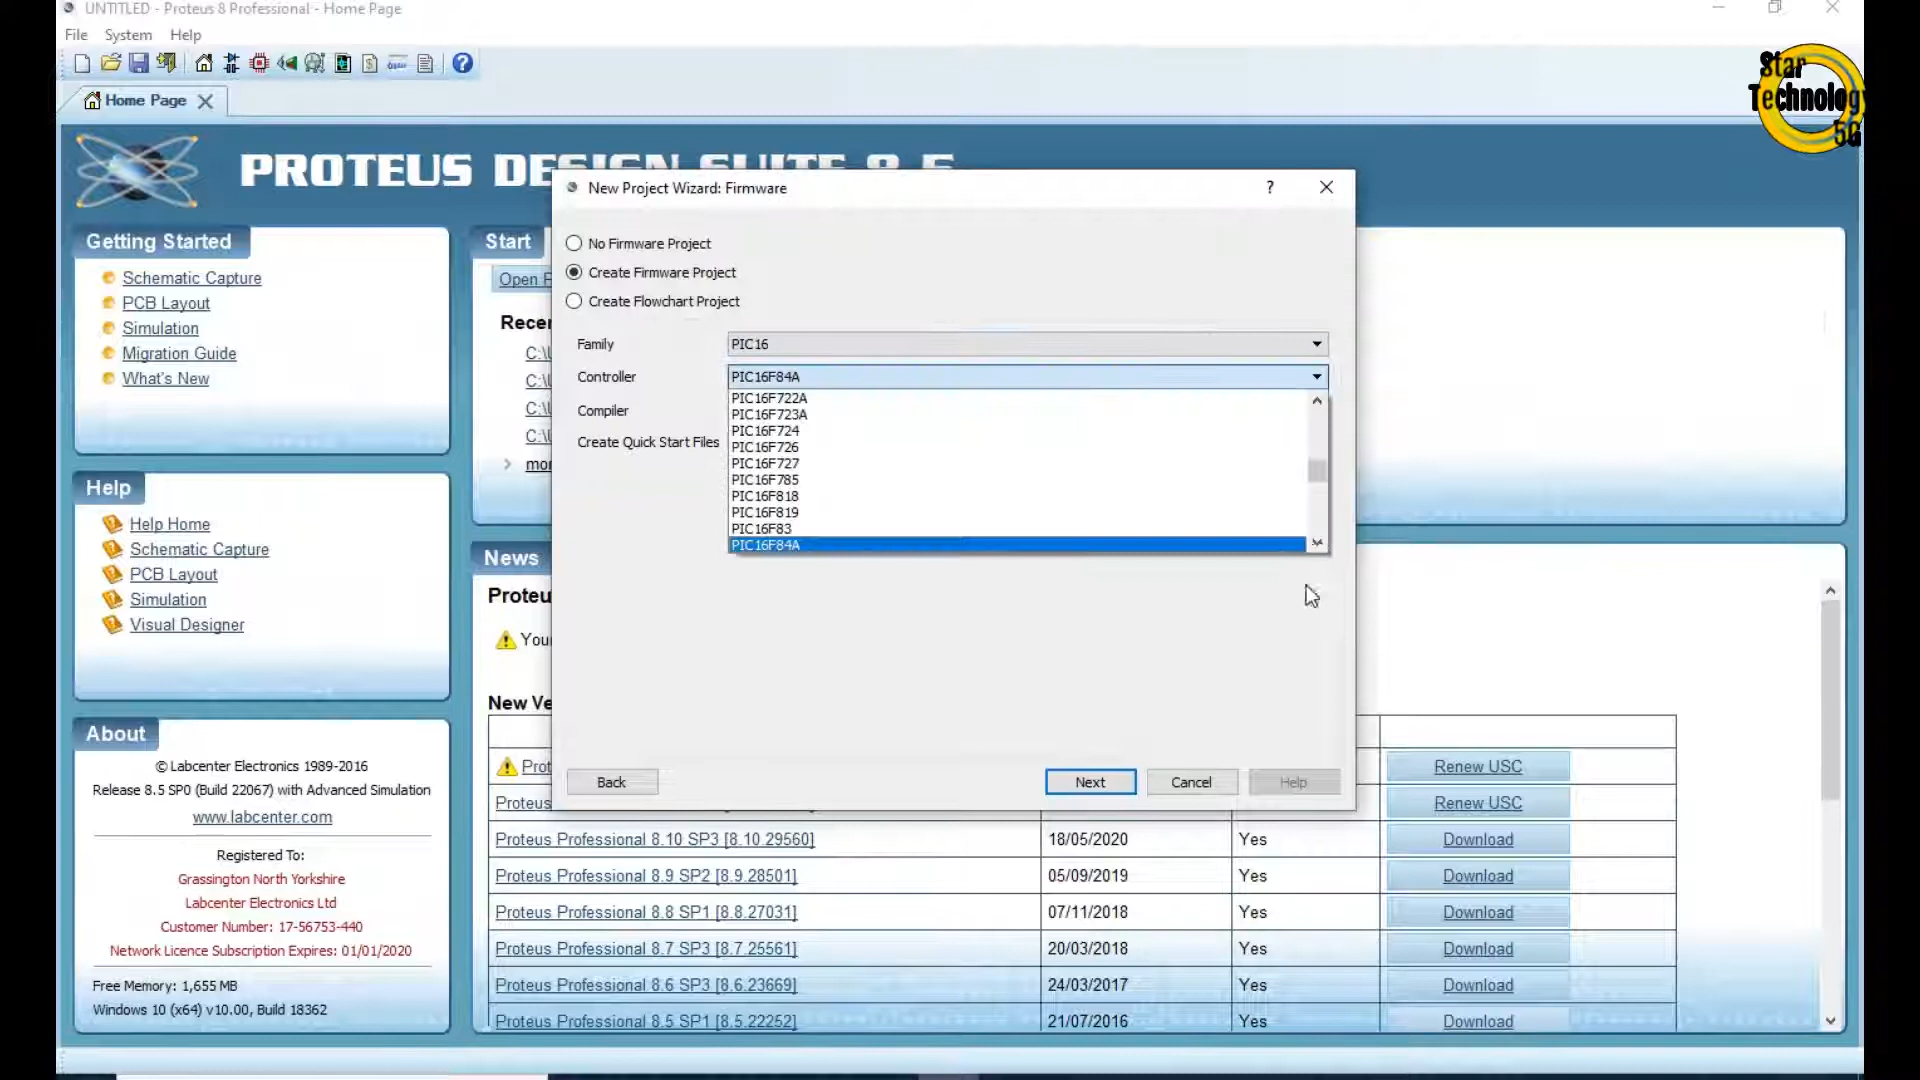 UNTITLED - Proteus 8 Professional - Home Page
File System Help
Home Page
Star
Technology
5G
PROTEUS DESIGN SUITE 8.5
Getting Started
Schematic Capture
PCB Layout
Simulation
Migration Guide
What's New
Help
Help Home
Schematic Capture
PCB Layout
Simulation
Visual Designer
About
© Labcenter Electronics 1989-2016
Release 8.5 SP0 (Build 22067) with Advanced Simulation
www.labcenter.com
Registered To:
Grassington North Yorkshire
Labcenter Electronics Ltd
Customer Number: 17-56753-440
Network Licence Subscription Expires: 01/01/2020
Free Memory: 1,655 MB
Windows 10 (x64) v10.00, Build 18362
Start
Open P
Recen
C:\U
C:\U
C:\U
C:\U
mor
News
Proteu
You
New Ve
Prot
Renew USC
Proteus
Renew USC
Proteus Professional 8.10 SP3 [8.10.29560] 18/05/2020 Yes Download
Proteus Professional 8.9 SP2 [8.9.28501] 05/09/2019 Yes Download
Proteus Professional 8.8 SP1 [8.8.27031] 07/11/2018 Yes Download
Proteus Professional 8.7 SP3 [8.7.25561] 20/03/2018 Yes Download
Proteus Professional 8.6 SP3 [8.6.23669] 24/03/2017 Yes Download
Proteus Professional 8.5 SP1 [8.5.22252] 21/07/2016 Yes Download
New Project Wizard: Firmware
?
No Firmware Project
Create Firmware Project
Create Flowchart Project
Family PIC16
Controller PIC16F84A
Compiler
Create Quick Start Files
PIC16F722A
PIC16F723A
PIC16F724
PIC16F726
PIC16F727
PIC16F785
PIC16F818
PIC16F819
PIC16F83
PIC16F84A
Back Next Cancel Help